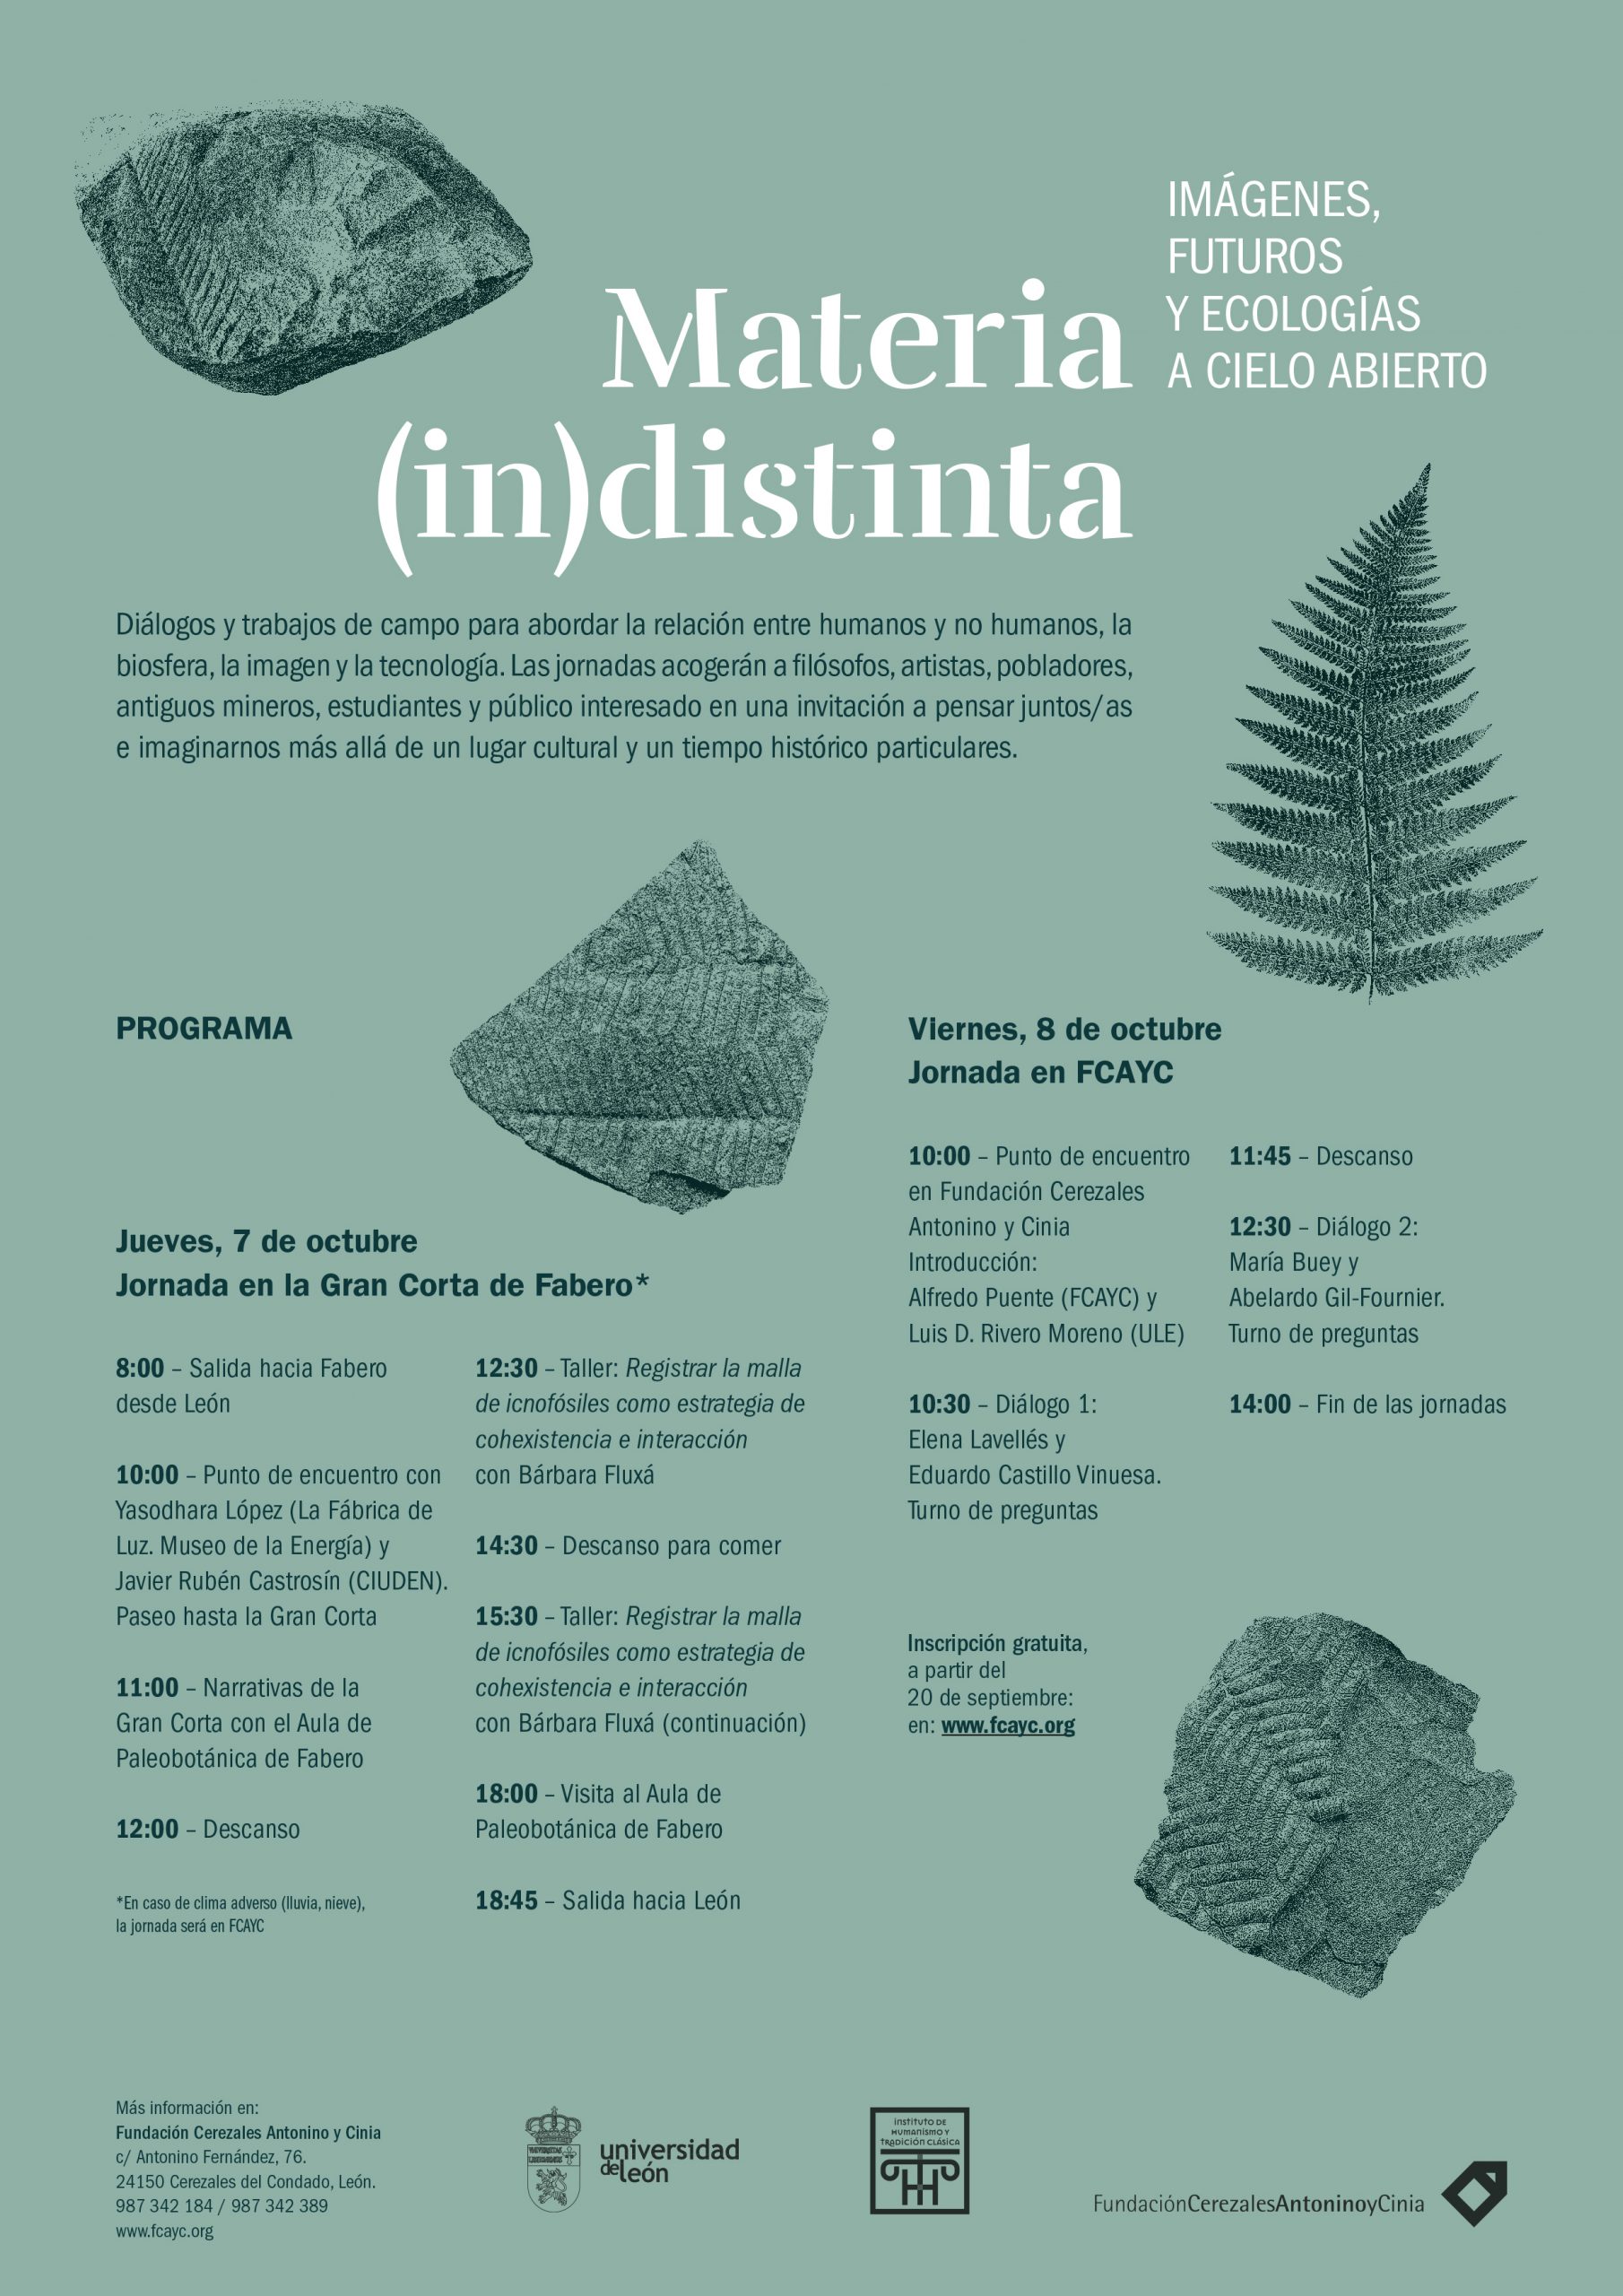 IMÁGENES,
FUTUROS
Y ECOLOGÍAS
A CIELO ABIERTO
Materia
(in)distinta
Diálogos y trabajos de campo para abordar la relación entre humanos y no humanos, la
biosfera, la imagen y la tecnología. Las jornadas acogerán a filósofos, artistas, pobladores,
antiguos mineros, estudiantes y público interesado en una invitación a pensar juntos/as
e imaginarnos más allá de un lugar cultural y un tiempo histórico particulares.
PROGRAMA
Jueves, 7 de octubre
Jornada en la Gran Corta de Fabero*
8:00 – Salida hacia Fabero
desde León
10:00 – Punto de encuentro con
Yasodhara López (La Fábrica de
Luz. Museo de la Energía) y
Javier Rubén Castrosín (CIUDEN).
Paseo hasta la Gran Corta
11:00 – Narrativas de la
Gran Corta con el Aula de
Paleobotánica de Fabero
12:00 – Descanso
*En caso de clima adverso (lluvia, nieve),
la jornada será en FCAYC
12:30 – Taller: Registrar la malla
de icnofósiles como estrategia de
cohexistencia e interacción
con Bárbara Fluxá
14:30 – Descanso para comer
15:30 – Taller: Registrar la malla
de icnofósiles como estrategia de
cohexistencia e interacción
con Bárbara Fluxá (continuación)
18:00 – Visita al Aula de
Paleobotánica de Fabero
18:45 – Salida hacia León
Viernes, 8 de octubre
Jornada en FCAYC
10:00 – Punto de encuentro
en Fundación Cerezales
Antonino y Cinia
Introducción:
Alfredo Puente (FCAYC) y
Luis D. Rivero Moreno (ULE)
10:30 – Diálogo 1:
Elena Lavellés y
Eduardo Castillo Vinuesa.
Turno de preguntas
11:45 – Descanso
12:30 – Diálogo 2:
María Buey y
Abelardo Gil-Fournier.
Turno de preguntas
14:00 – Fin de las jornadas
Inscripción gratuita,
a partir del
20 de septiembre:
en: www.fcayc.org
Más información en:
Fundación Cerezales Antonino y Cinia
c/ Antonino Fernández, 76.
24150 Cerezales del Condado, León.
987 342 184 / 987 342 389
www.fcayc.org
universidad
deleón
INSTITUTO DE
HUMANISMO Y
TRADICIÓN CLÁSICA
FundaciónCerezalesAntoninoyCinia